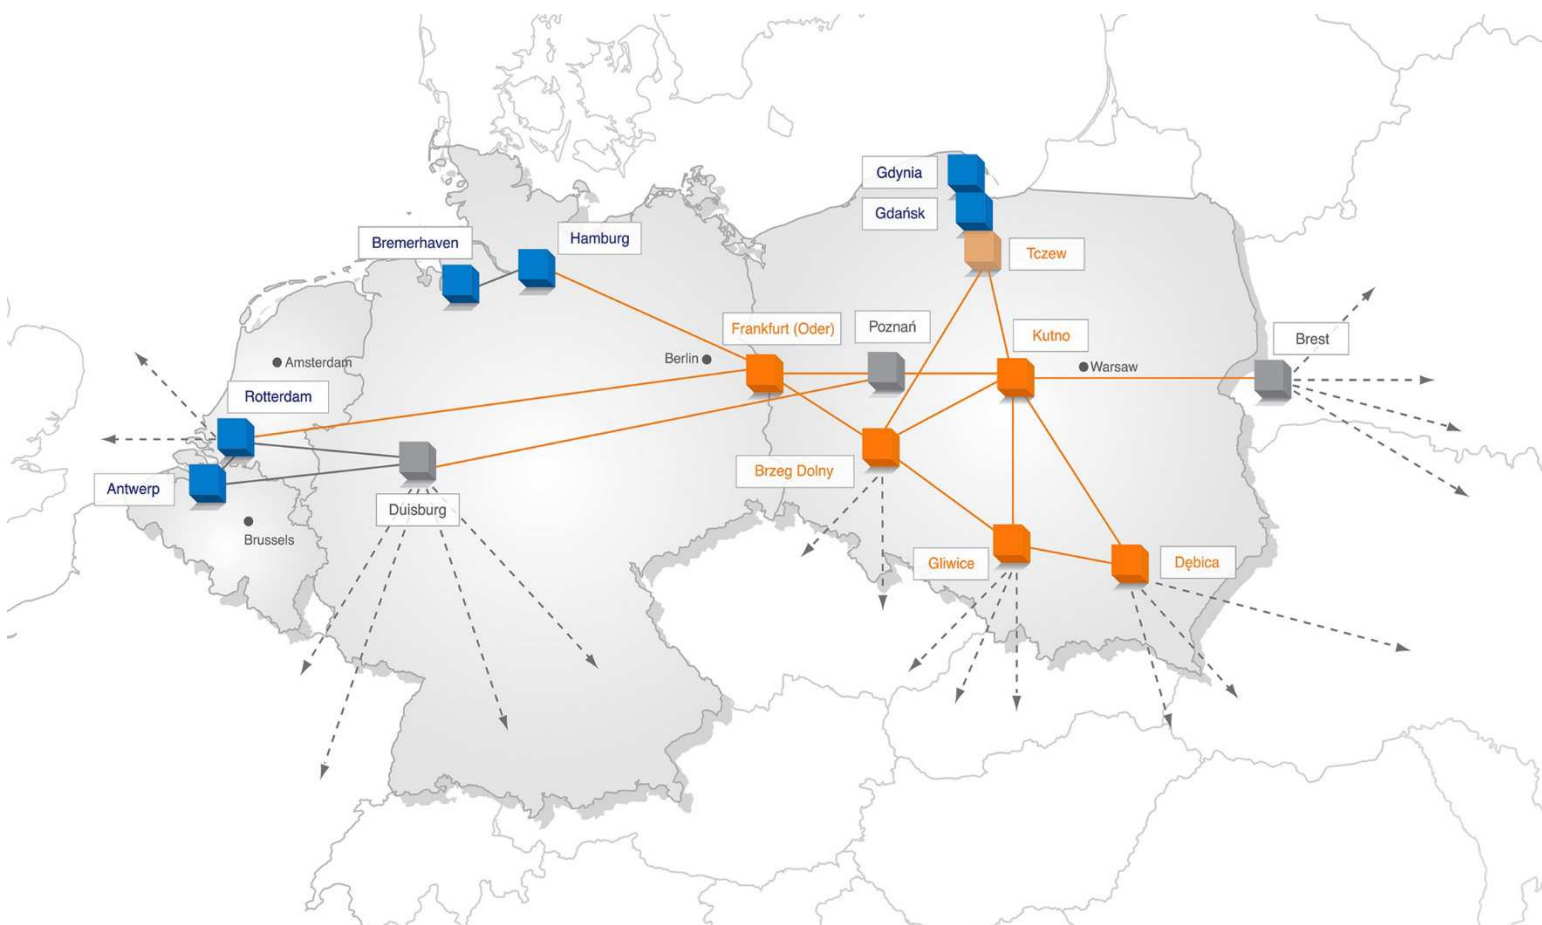 Gdynia
Gdańsk
Hamburg
Bremerhaven
Tczew
Frankfurt (Oder)
Poznań
Kutno
Brest
Berlin
Amsterdam
Warsaw
Rotterdam
Brzeg Dolny
Antwerp
Duisburg
Brussels
Gliwice
Dębica